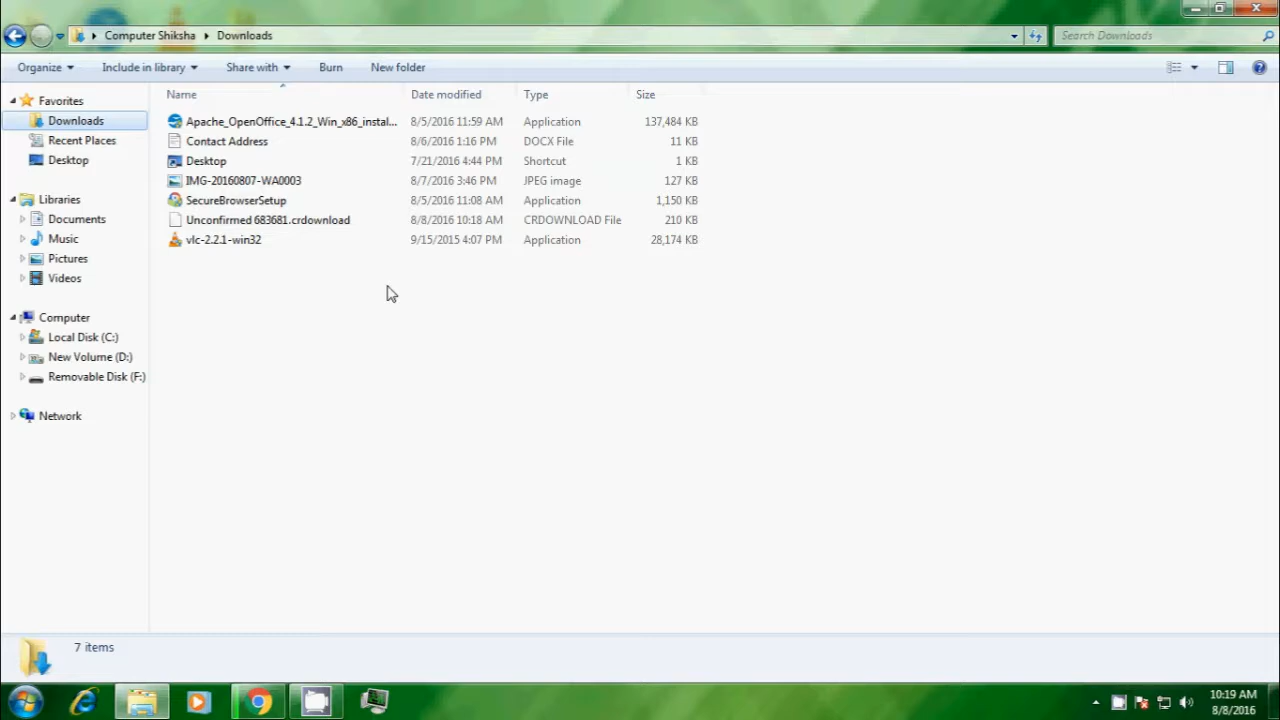 Computer Shiksha Downloads
Search Downloads
Organize Include in library Share with Burn New folder
Name Date modified Type Size
Favorites
Downloads
Recent Places
Desktop
Libraries
Documents
Music
Pictures
Videos
Computer
Local Disk (C:)
New Volume (D:)
Removable Disk (F:)
Network
Apache_OpenOffice_4.1.2_Win_x86_instal... 8/5/2016 11:59 AM Application 137,484 KB
Contact Address 8/6/2016 1:16 PM DOCX File 11 KB
Desktop 7/21/2016 4:44 PM Shortcut 1 KB
IMG-20160807-WA0003 8/7/2016 3:46 PM JPEG image 127 KB
SecureBrowserSetup 8/5/2016 11:08 AM Application 1,150 KB
Unconfirmed 683681.crdownload 8/8/2016 10:18 AM CRDOWNLOAD File 210 KB
vlc-2.2.1-win32 9/15/2015 4:07 PM Application 28,174 KB
7 items
10:19 AM
8/8/2016